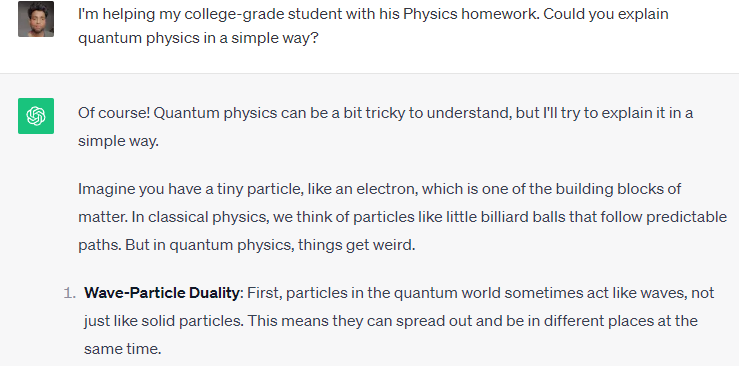 I'm helping my college-grade student with his Physics homework. Could you explain
quantum physics in a simple way?
Of course! Quantum physics can be a bit tricky to understand, but I'll try to explain it in a
simple way.
Imagine you have a tiny particle, like an electron, which is one of the building blocks of
matter. In classical physics, we think of particles like little billiard balls that follow predictable
paths. But in quantum physics, things get weird.
1. Wave-Particle Duality: First, particles in the quantum world sometimes act like waves, not
just like solid particles. This means they can spread out and be in different places at the
same time.